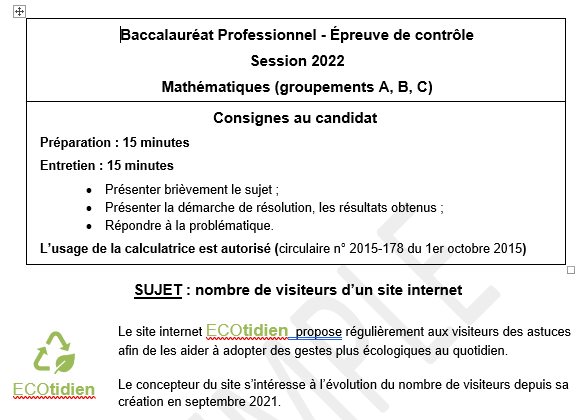 Baccalauréat Professionnel - Épreuve de contrôle
Session 2022
Mathématiques (groupements A, B, C)
Consignes au candidat
Préparation : 15 minutes
Entretien : 15 minutes
• Présenter brièvement le sujet ;
• Présenter la démarche de résolution, les résultats obtenus ;
• Répondre à la problématique.
L’usage de la calculatrice est autorisé (circulaire n° 2015-178 du 1er octobre 2015)
SUJET : nombre de visiteurs d’un site internet
Le site internet ECOtidien propose régulièrement aux visiteurs des astuces
afin de les aider à adopter des gestes plus écologiques au quotidien.
ECOtidien
Le concepteur du site s’intéresse à l’évolution du nombre de visiteurs depuis sa
création en septembre 2021.